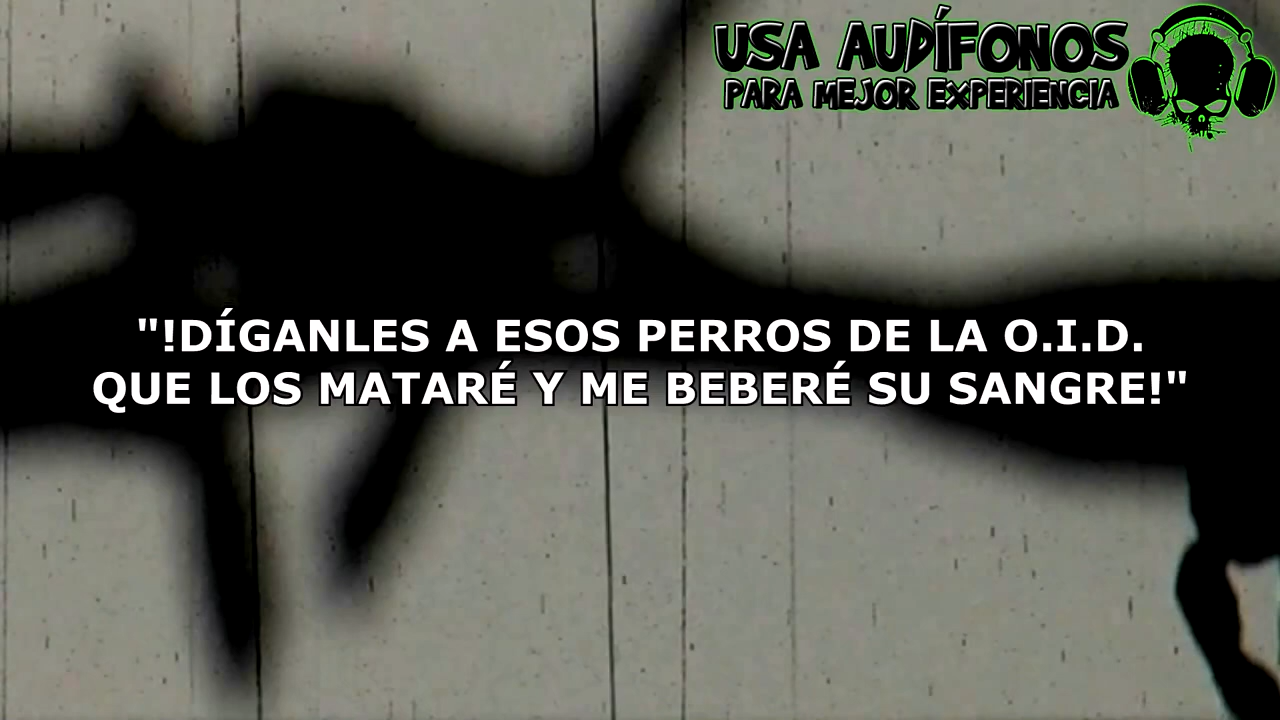 USA AUDÍFONOS
PARA MEJOR EXPERIENCIA
"!DÍGANLES A ESOS PERROS DE LA O.I.D.
QUE LOS MATARÉ Y ME BEBERÉ SU SANGRE!"